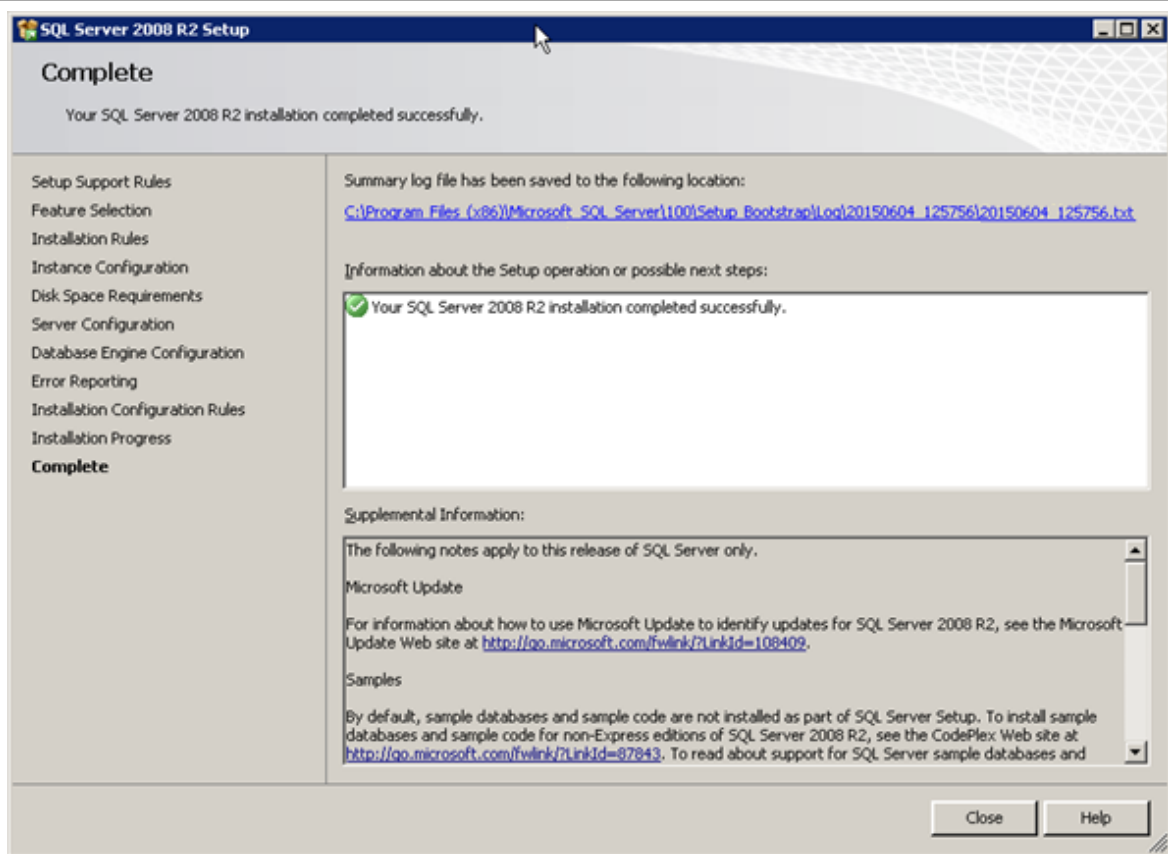 SQL Server 2008 R2 Setup
Complete
Your SQL Server 2008 R2 installation completed successfully.
Setup Support Rules
Feature Selection
Installation Rules
Instance Configuration
Disk Space Requirements
Server Configuration
Database Engine Configuration
Error Reporting
Installation Configuration Rules
Installation Progress
Complete
Summary log file has been saved to the following location:
C:\Program Files (x86)\Microsoft SQL Server\100\Setup Bootstrap\Log\20150604_125756\20150604_125756.txt
Information about the Setup operation or possible next steps:
Your SQL Server 2008 R2 installation completed successfully.
Supplemental Information:
The following notes apply to this release of SQL Server only.
Microsoft Update
For information about how to use Microsoft Update to identify updates for SQL Server 2008 R2, see the Microsoft
Update Web site at http://go.microsoft.com/fwlink/?LinkId=108409.
Samples
By default, sample databases and sample code are not installed as part of SQL Server Setup. To install sample
databases and sample code for non-Express editions of SQL Server 2008 R2, see the CodePlex Web site at
http://go.microsoft.com/fwlink/?LinkId=87843. To read about support for SQL Server sample databases and
Close
Help